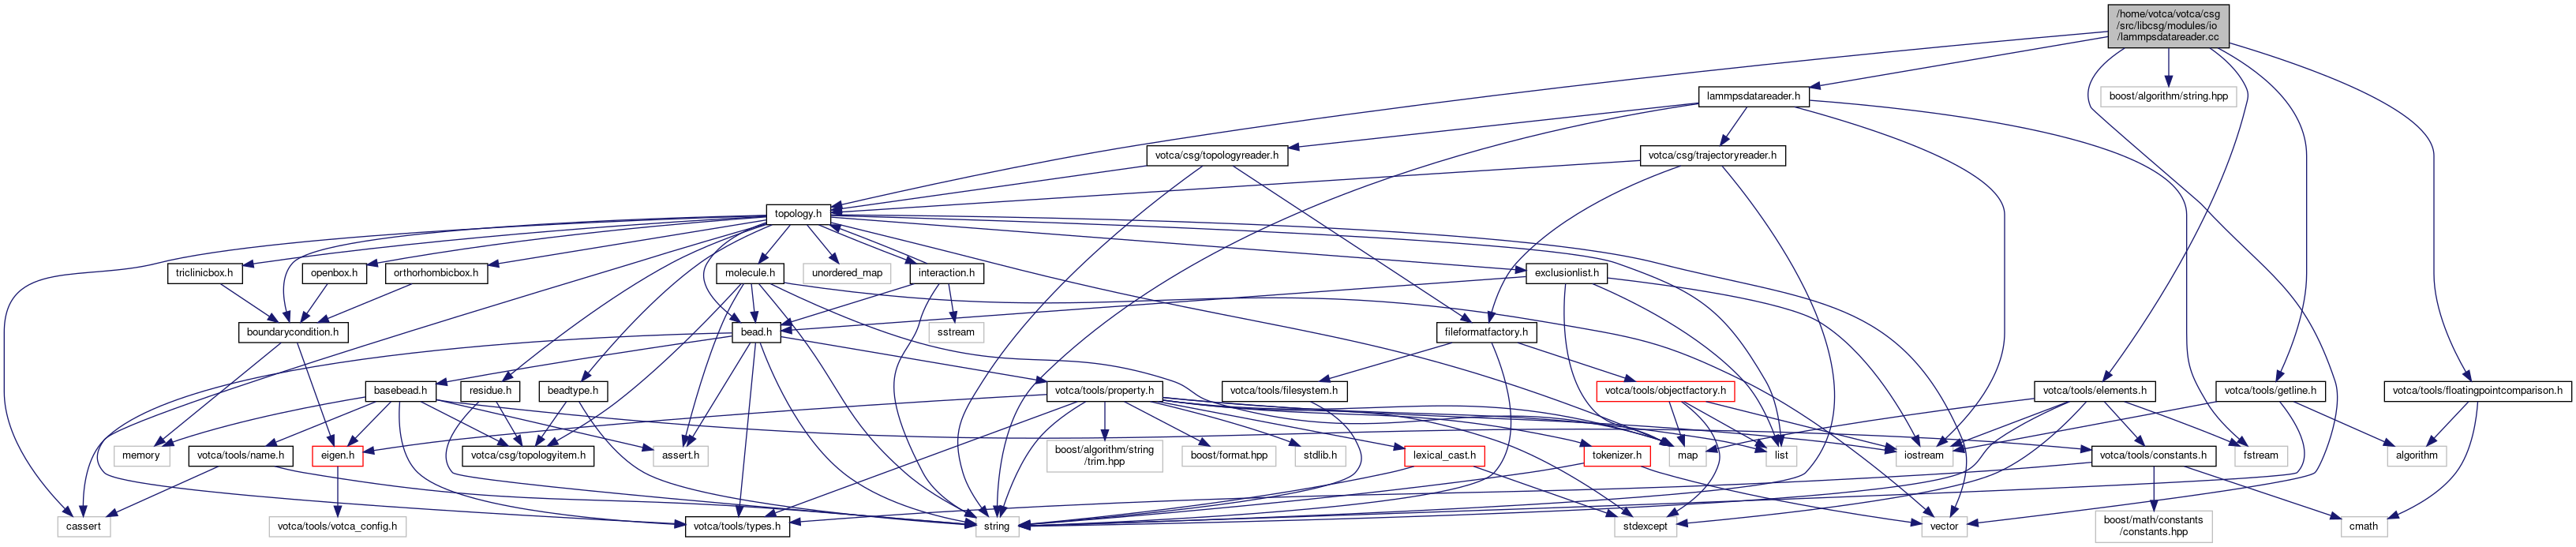 /home/votca/votca/csg
/src/libcsg/modules/io
/lammpsdatareader.cc
lammpsdatareader.h
boost/algorithm/string.hpp
votca/csg/topologyreader.h
votca/csg/trajectoryreader.h
topology.h
triclinicbox.h
openbox.h
orthorhombicbox.h
molecule.h
unordered_map
interaction.h
exclusionlist.h
boundarycondition.h
bead.h
sstream
fileformatfactory.h
basebead.h
residue.h
beadtype.h
votca/tools/property.h
votca/tools/filesystem.h
votca/tools/objectfactory.h
votca/tools/elements.h
votca/tools/getline.h
votca/tools/floatingpointcomparison.h
memory
votca/tools/name.h
eigen.h
votca/csg/topologyitem.h
assert.h
boost/algorithm/string
/trim.hpp
boost/format.hpp
stdlib.h
lexical_cast.h
tokenizer.h
map
list
iostream
votca/tools/constants.h
fstream
algorithm
cassert
votca/tools/votca_config.h
votca/tools/types.h
string
stdexcept
vector
boost/math/constants
/constants.hpp
cmath